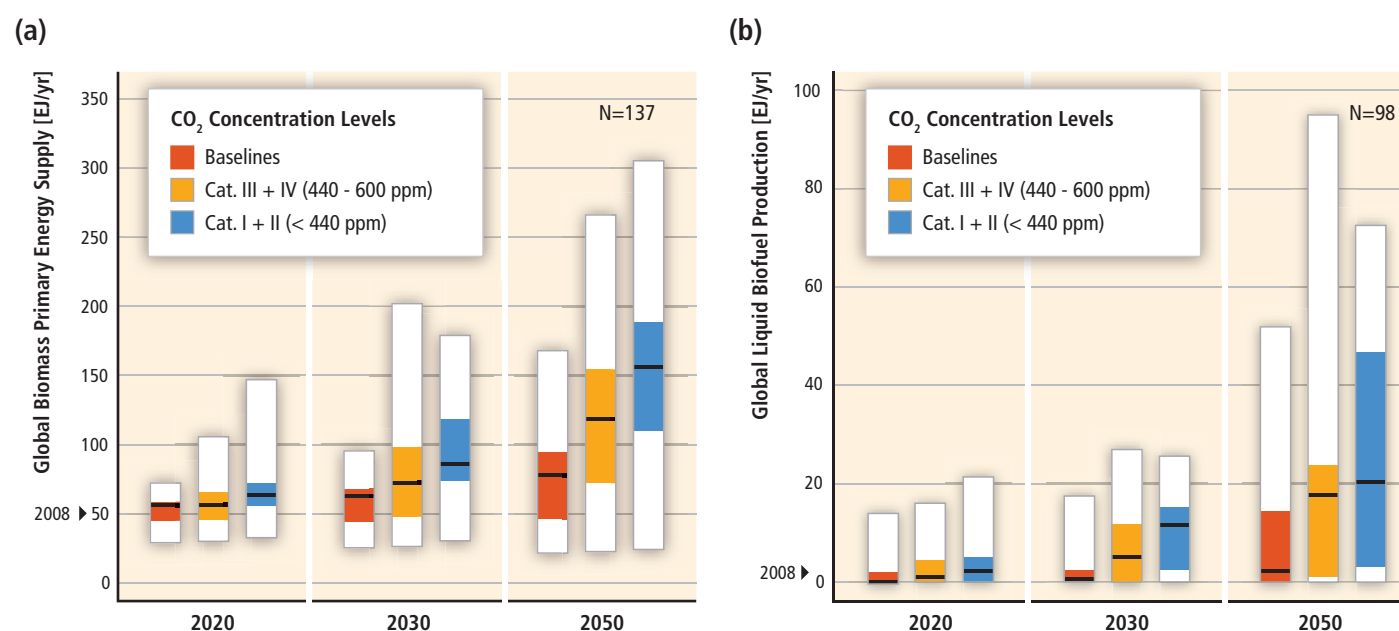 (a)
Global Biomass Primary Energy Supply [EJ/yr]
350
300
250
200
150
100
50
0
2008
CO₂ Concentration Levels
Baselines
Cat. III + IV (440 - 600 ppm)
Cat. I + II (< 440 ppm)
N=137
2020
2030
2050
(b)
Global Liquid Biofuel Production [EJ/yr]
100
80
60
40
20
0
2008
CO₂ Concentration Levels
Baselines
Cat. III + IV (440 - 600 ppm)
Cat. I + II (< 440 ppm)
N=98
2020
2030
2050